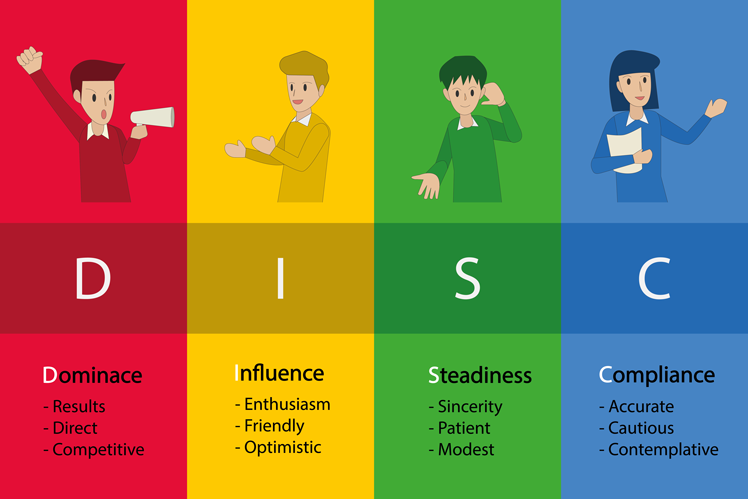 D
I
S
C
Dominace
- Results
- Direct
- Competitive
Influence
- Enthusiasm
- Friendly
- Optimistic
Steadiness
- Sincerity
- Patient
- Modest
Compliance
- Accurate
- Cautious
- Contemplative